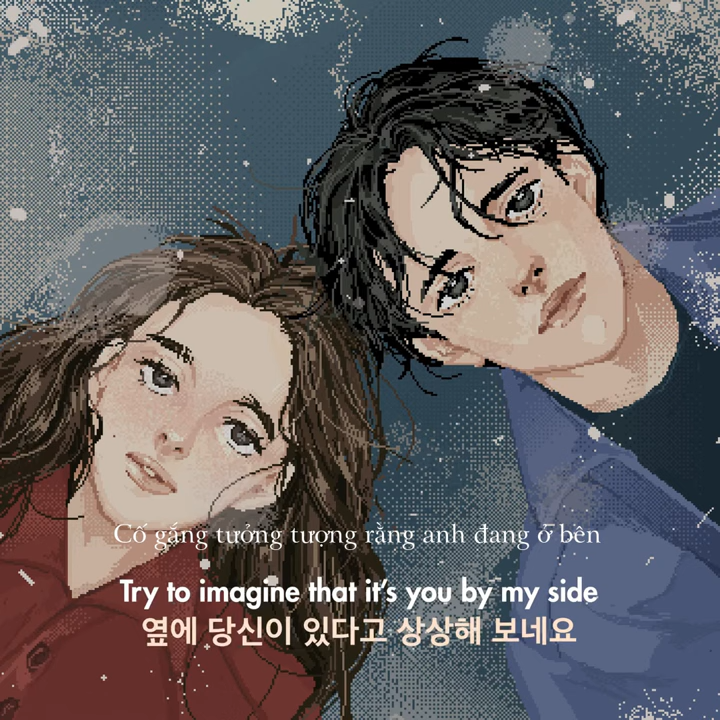 Cố gắng tưởng tượng rằng anh đang ở bên
Try to imagine that it's you by my side
옆에 당신이 있다고 상상해 보네요